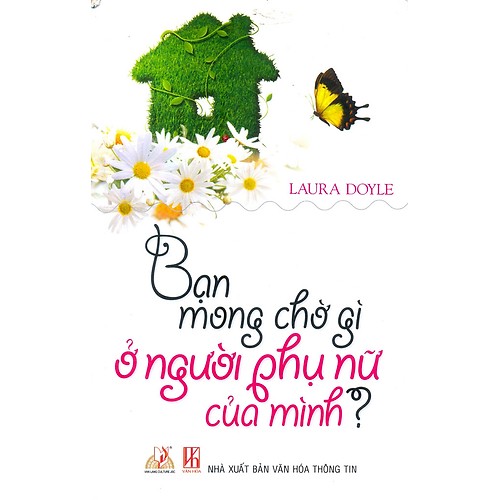 LAURA DOYLE
Bạn
mong chờ gì
ở người phụ nữ
của mình?
NHÀ XUẤT BẢN VĂN HÓA THÔNG TIN